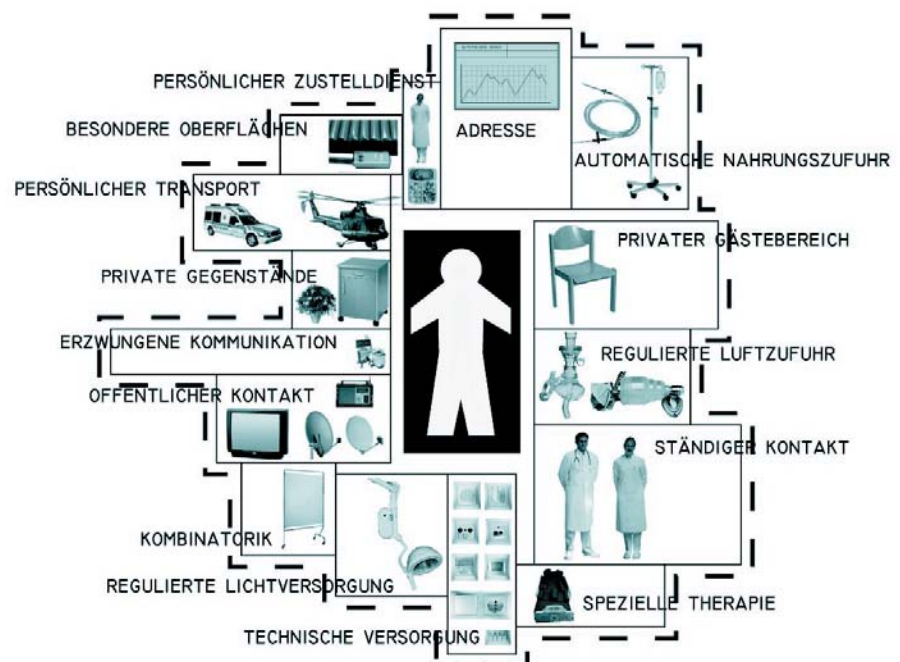 PERSÖNLICHER ZUSTELLDIENST
BESONDERE OBERFLÄCHEN
ADRESSE
AUTOMATISCHE NAHRUNGSZUFUHR
PERSÖNLICHER TRANSPORT
PRIVATER GÄSTEBEREICH
PRIVATE GEGENSTÄNDE
ERZWUNGENE KOMMUNIKATION
REGULIERTE LUFTZUFUHR
ÖFFENTLICHER KONTAKT
STÄNDIGER KONTAKT
KOMBINATORIK
REGULIERTE LICHTVERSORGUNG
SPEZIELLE THERAPIE
TECHNISCHE VERSORGUNG